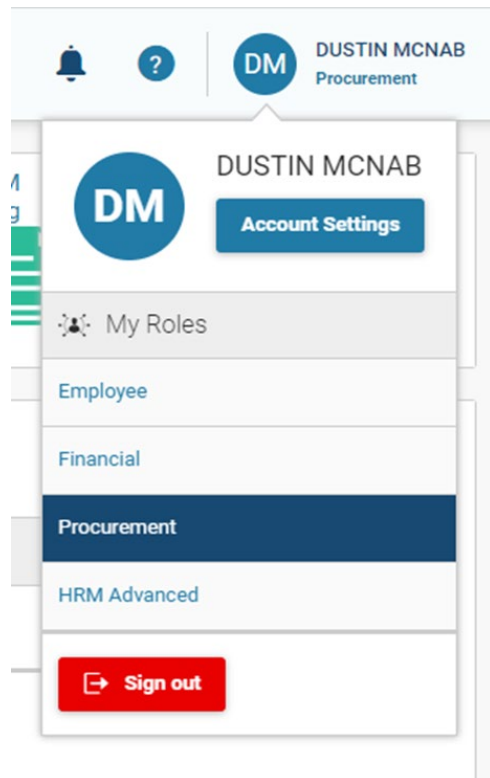 ?
DM
DUSTIN MCNAB
Procurement
DM
DUSTIN MCNAB
Account Settings
My Roles
Employee
Financial
Procurement
HRM Advanced
Sign out